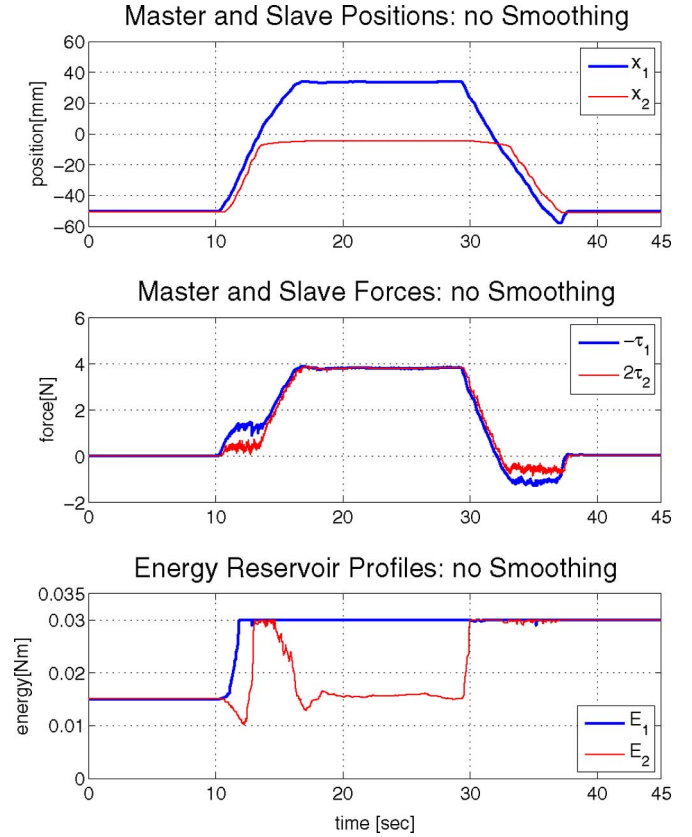 Master and Slave Positions: no Smoothing
60
40
20
0
−20
−40
−60
position[mm]
x₁
x₂
0 10 20 30 40 45
Master and Slave Forces: no Smoothing
6
4
2
0
−2
force[N]
−τ₁
2τ₂
0 10 20 30 40 45
Energy Reservoir Profiles: no Smoothing
0.035
0.03
0.02
0.01
0
energy[Nm]
E₁
E₂
0 10 20 30 40 45
time [sec]